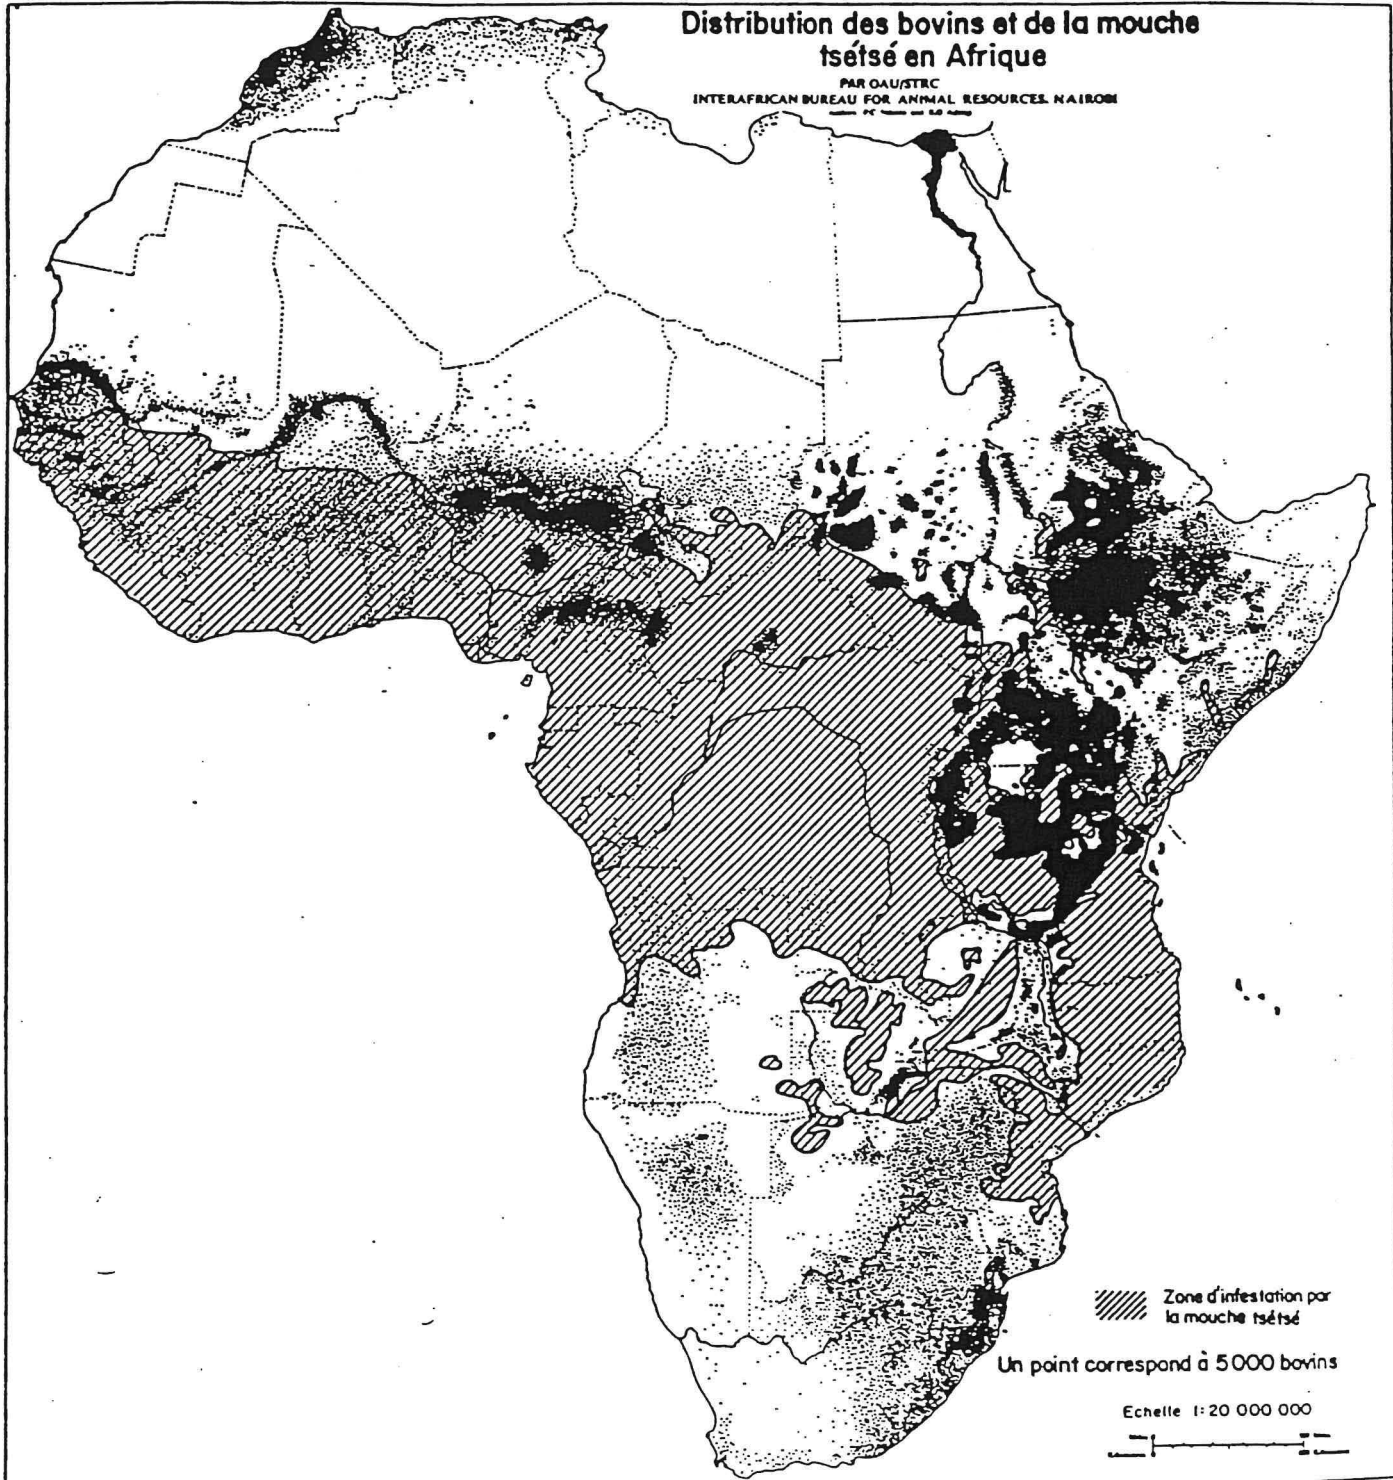 Distribution des bovins et de la mouche
tsétsé en Afrique
PAR OAU/STRC
INTERAFRICAN BUREAU FOR ANIMAL RESOURCES. NAIROBI
Zone d'infestation par
la mouche tsétsé
Un point correspond à 5000 bovins
Echelle 1:20 000 000